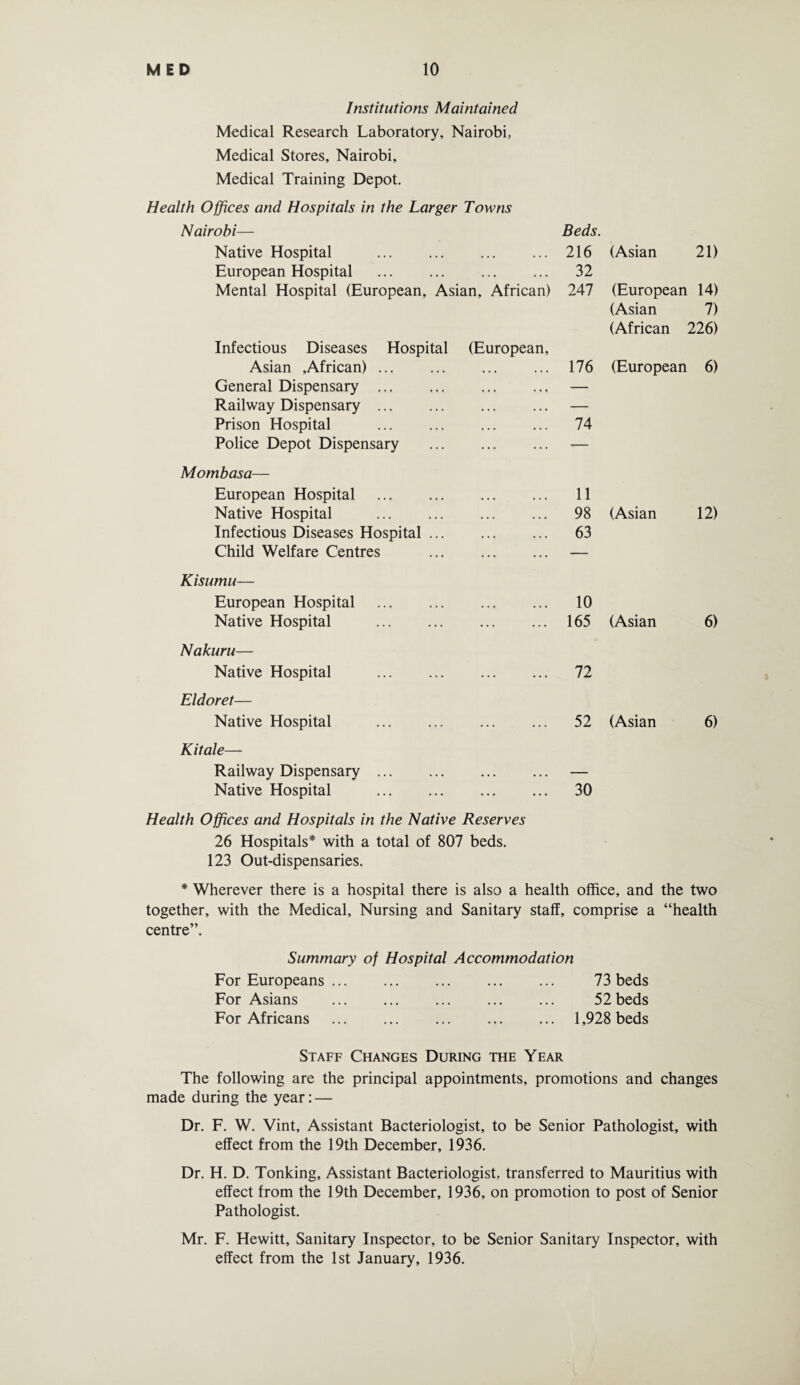 MED 10
Institutions Maintained
Medical Research Laboratory, Nairobi,
Medical Stores, Nairobi,
Medical Training Depot.
Health Offices and Hospitals in the Larger Towns
Nairobi— Beds.
Native Hospital ... ... ... ... 216 (Asian 21)
European Hospital ... ... ... ... 32
Mental Hospital (European, Asian, African) 247 (European 14)
(Asian 7)
(African 226)
Infectious Diseases Hospital (European,
Asian ,African) ... ... ... ... 176 (European 6)
General Dispensary ... ... ... ... —
Railway Dispensary ... ... ... ... —
Prison Hospital ... ... ... ... 74
Police Depot Dispensary ... ... ... —
Mombasa—
European Hospital ... ... ... ... 11
Native Hospital ... ... ... ... 98 (Asian 12)
Infectious Diseases Hospital ... ... ... 63
Child Welfare Centres ... ... ... —
Kisumu—
European Hospital ... ... ... ... 10
Native Hospital ... ... ... ... 165 (Asian 6)
Nakuru—
Native Hospital ... ... ... ... 72
Eldoret—
Native Hospital ... ... ... ... 52 (Asian 6)
Kitale—
Railway Dispensary ... ... ... ... —
Native Hospital ... ... ... ... 30
Health Offices and Hospitals in the Native Reserves
26 Hospitals* with a total of 807 beds.
123 Out-dispensaries.
* Wherever there is a hospital there is also a health office, and the two
together, with the Medical, Nursing and Sanitary staff, comprise a “health
centre”.
Summary of Hospital Accommodation
For Europeans ... ... ... ... ... 73 beds
For Asians ... ... ... ... ... 52 beds
For Africans ... ... ... ... ... 1,928 beds
Staff Changes During the Year
The following are the principal appointments, promotions and changes
made during the year:—
Dr. F. W. Vint, Assistant Bacteriologist, to be Senior Pathologist, with
effect from the 19th December, 1936.
Dr. H. D. Tonking, Assistant Bacteriologist, transferred to Mauritius with
effect from the 19th December, 1936, on promotion to post of Senior
Pathologist.
Mr. F. Hewitt, Sanitary Inspector, to be Senior Sanitary Inspector, with
effect from the 1st January, 1936.